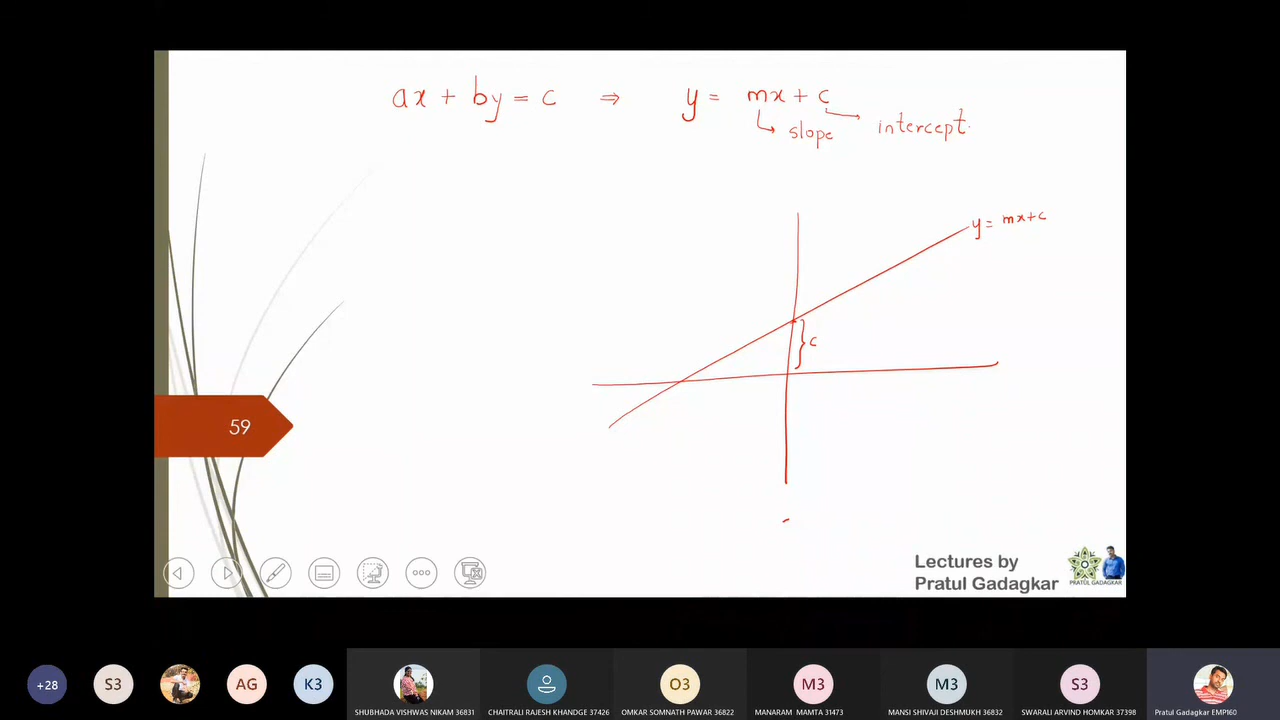 ax + by = c ⇒ y = mx + c
slope
intercept.
y = mx+c
c
59
Lectures by
Pratul Gadagkar
PRATUL GADAGKAR
+28
S3
AG
K3
O3
M3
M3
S3
SHUBHADA VISHWAS NIKAM 36831
CHAITRALI RAJESH KHANDGE 37426
OMKAR SOMNATH PAWAR 36822
MANARAM MAMTA 31473
MANSI SHIVAJI DESHMUKH 36832
SWARALI ARVIND HOMKAR 37398
Pratul Gadagkar EMP160